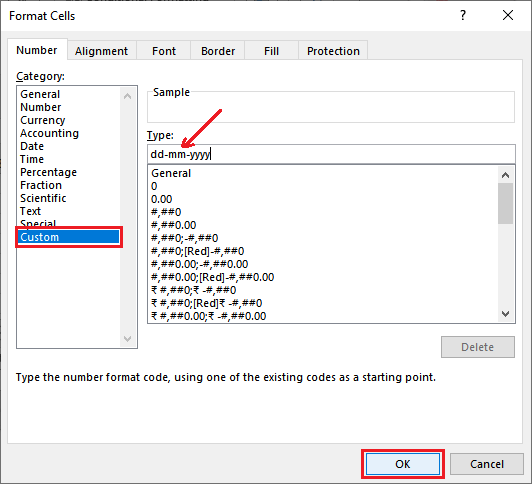 Format Cells
?
Number
Alignment
Font
Border
Fill
Protection
Category:
General
Number
Currency
Accounting
Date
Time
Percentage
Fraction
Scientific
Text
Special
Custom
Sample
Type:
dd-mm-yyyy
General
0
0.00
#,##0
#,##0.00
#,##0;-#,##0
#,##0;[Red]-#,##0
#,##0.00;-#,##0.00
#,##0.00;[Red]-#,##0.00
₹ #,##0;₹ -#,##0
₹ #,##0;[Red]₹ -#,##0
₹ #,##0.00;₹ -#,##0.00
Delete
Type the number format code, using one of the existing codes as a starting point.
OK
Cancel